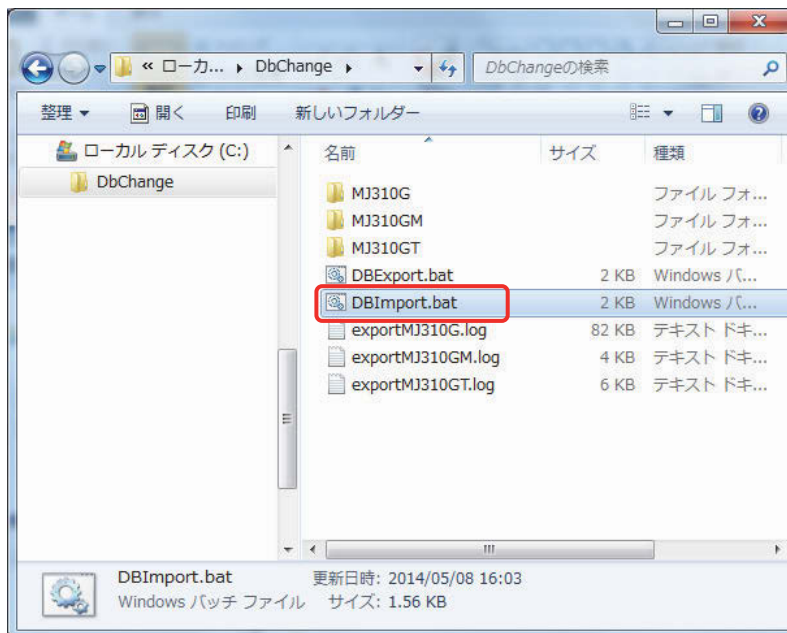 « ローカ... ▸ DbChange ▸
DbChangeの検索
整理 ▼ 開く 印刷 新しいフォルダー
ローカル ディスク (C:)
DbChange
名前 サイズ 種類
MJ310G ファイル フォ...
MJ310GM ファイル フォ...
MJ310GT ファイル フォ...
DBExport.bat 2 KB Windows バ...
DBImport.bat 2 KB Windows バ...
exportMJ310G.log 82 KB テキスト ドキ...
exportMJ310GM.log 4 KB テキスト ドキ...
exportMJ310GT.log 6 KB テキスト ドキ...
DBImport.bat 更新日時: 2014/05/08 16:03
Windows バッチ ファイル サイズ: 1.56 KB